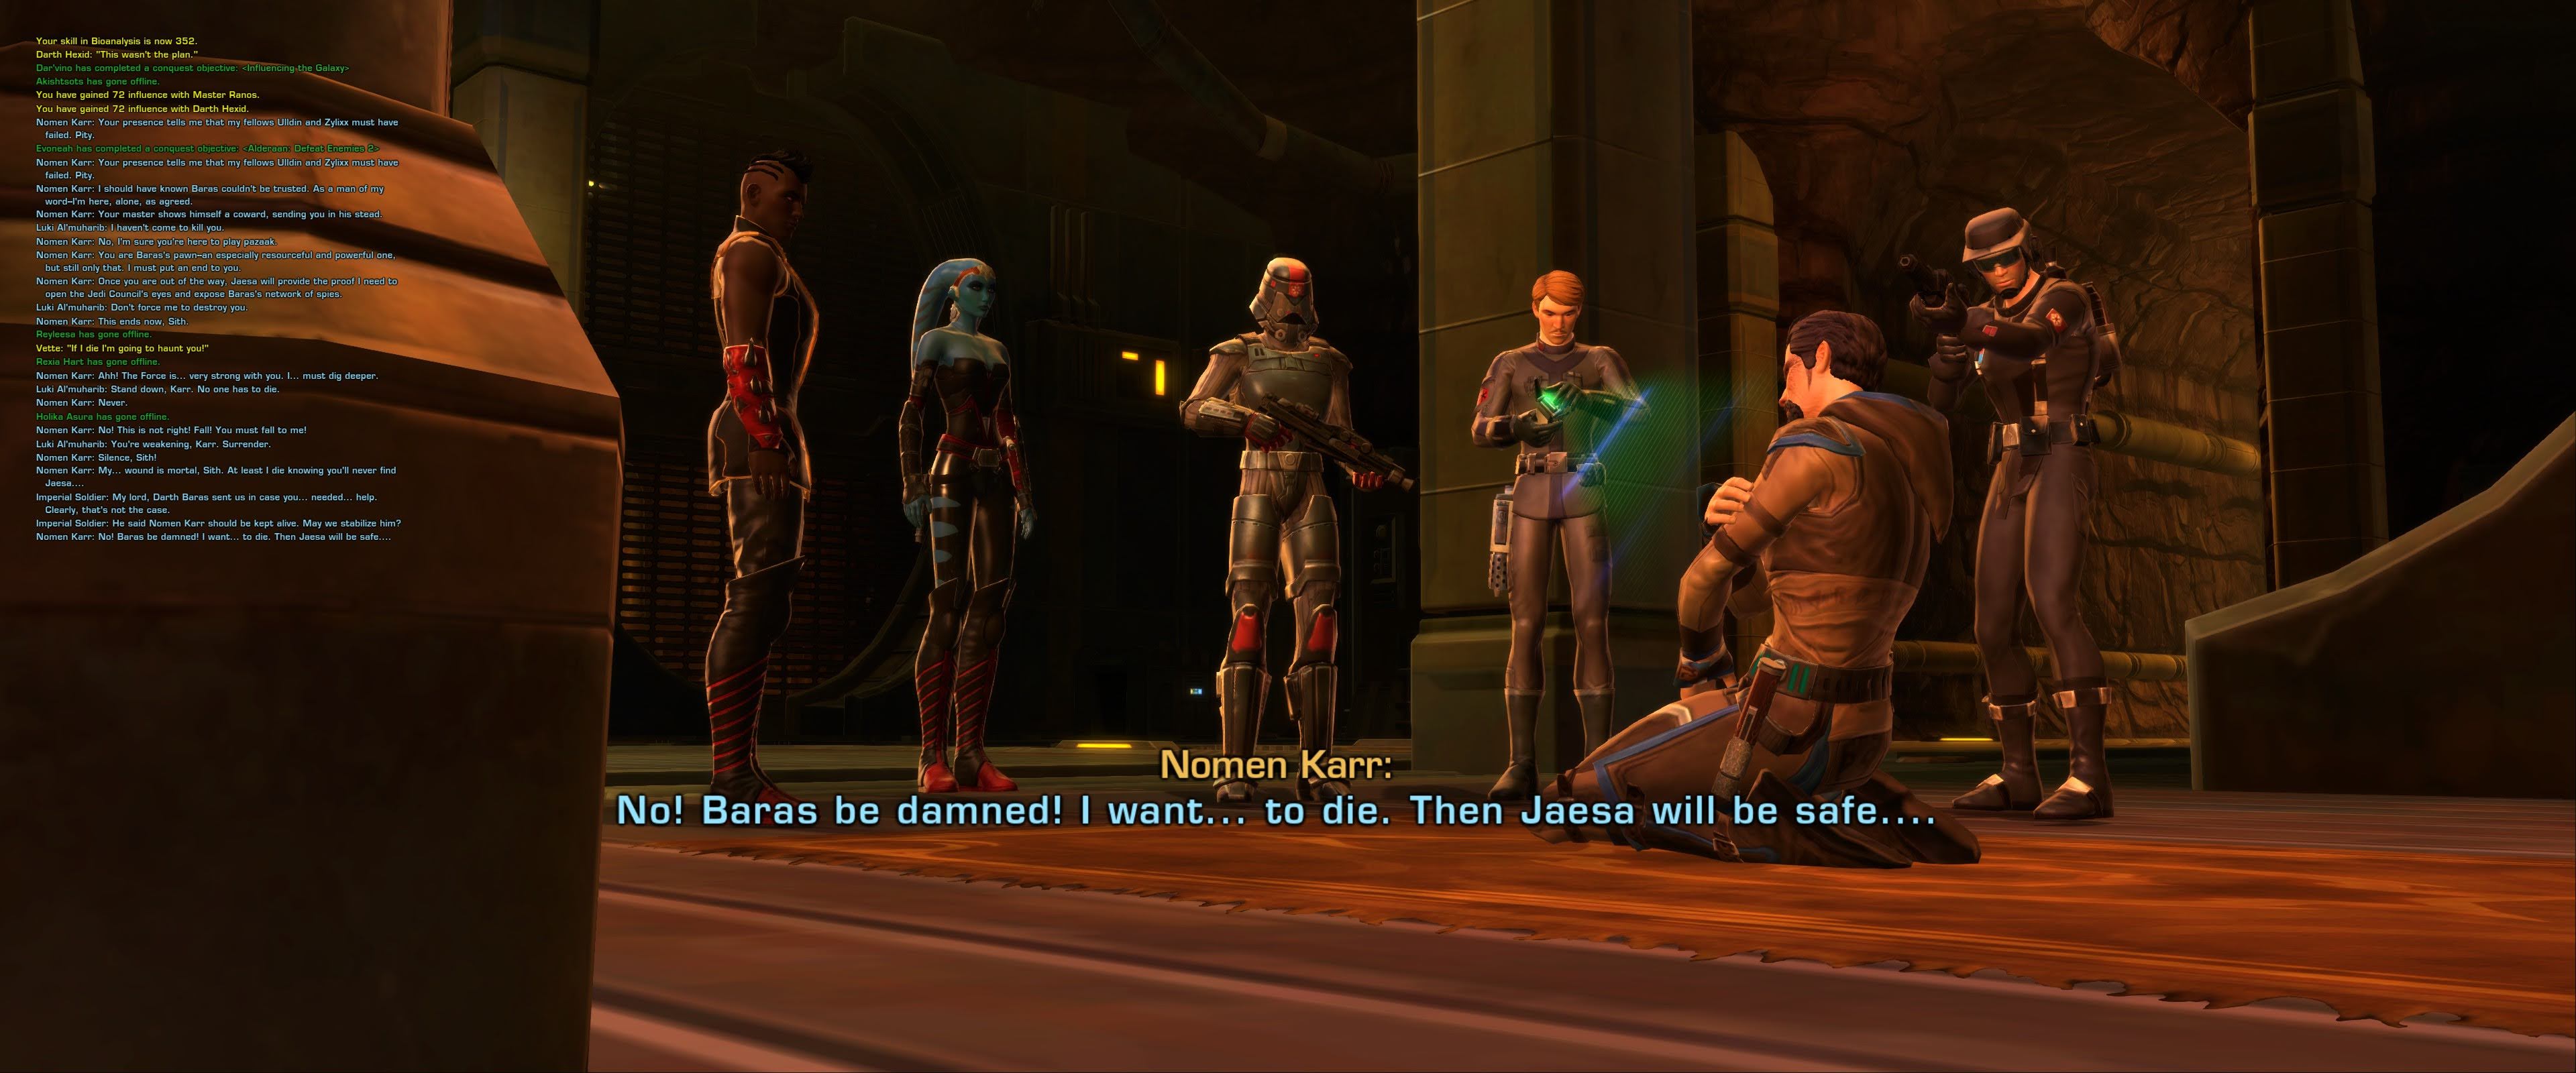 Your skill in Bioanalysis is now 352.
Darth Hexid: "This wasn't the plan."
Dar'vino has completed a conquest objective: <Influencing the Galaxy>
Akishtsots has gone offline.
You have gained 72 influence with Master Ranos.
You have gained 72 influence with Darth Hexid.
Nomen Karr: Your presence tells me that my fellows Ulldin and Zylixx must have
failed. Pity.
Evoneah has completed a conquest objective: <Alderaan: Defeat Enemies 2>
Nomen Karr: Your presence tells me that my fellows Ulldin and Zylixx must have
failed. Pity.
Nomen Karr: I should have known Baras couldn't be trusted. As a man of my
word—I'm here, alone, as agreed.
Nomen Karr: Your master shows himself a coward, sending you in his stead.
Luki Al'muharib: I haven't come to kill you.
Nomen Karr: No, I'm sure you're here to play pazaak.
Nomen Karr: You are Baras's pawn—an especially resourceful and powerful one,
but still only that. I must put an end to you.
Nomen Karr: Once you are out of the way, Jaesa will provide the proof I need to
open the Jedi Council's eyes and expose Baras's network of spies.
Luki Al'muharib: Don't force me to destroy you.
Nomen Karr: This ends now, Sith.
Reyleesa has gone offline.
Vette: "If I die I'm going to haunt you!"
Rexia Hart has gone offline.
Nomen Karr: Ahh! The Force is... very strong with you. I... must dig deeper.
Luki Al'muharib: Stand down, Karr. No one has to die.
Nomen Karr: Never.
Holika Asura has gone offline.
Nomen Karr: No! This is not right! Fall! You must fall to me!
Luki Al'muharib: You're weakening, Karr. Surrender.
Nomen Karr: Silence, Sith!
Nomen Karr: My... wound is mortal, Sith. At least I die knowing you'll never find
Jaesa....
Imperial Soldier: My lord, Darth Baras sent us in case you... needed... help.
Clearly, that's not the case.
Imperial Soldier: He said Nomen Karr should be kept alive. May we stabilize him?
Nomen Karr: No! Baras be damned! I want... to die. Then Jaesa will be safe....
Nomen Karr:
No! Baras be damned! I want... to die. Then Jaesa will be safe....